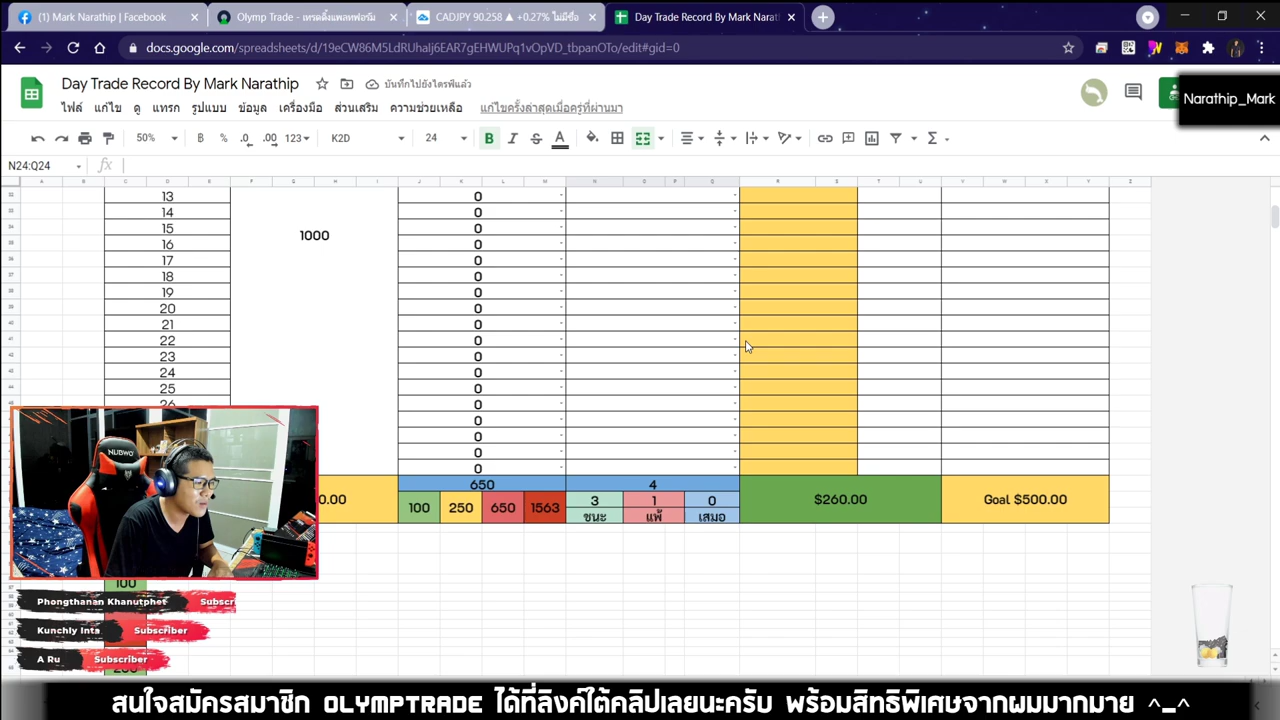 (1) Mark Narathip | Facebook
Olymp Trade - เทรดดิ้งแพลทฟอร์ม
CADJPY 90.258 ▲ +0.27% ไม่มีชื่อ
Day Trade Record By Mark Narat
docs.google.com/spreadsheets/d/19eCW86M5LdRUhalj6EAR7gEHWUPq1vOpVD_tbpanOTo/edit#gid=0
Day Trade Record By Mark Narathip
บันทึกไปยังไดรฟ์แล้ว
ไฟล์ แก้ไข ดู แทรก รูปแบบ ข้อมูล เครื่องมือ ส่วนเสริม ความช่วยเหลือ แก้ไขครั้งล่าสุดเมื่อครู่ที่ผ่านมา
Narathip_Mark
50% ฿ % .0 .00 123 K2D 24 B I S A
N24:Q24 fx
A B C D E F G H I J K L M N O P Q R S T U V W X Y Z
13 0
14 0
15 0
1000
16 0
17 0
18 0
19 0
20 0
21 0
22 0
23 0
24 0
25 0
26 0
0
0
0
0
650 4
0.00 100 250 650 1563 3 1 0 $260.00 Goal $500.00
ชนะ แพ้ เสมอ
NUBWO
100
Phongthanan Khanutphet Subscri
Kunchly Inta Subscriber
A Ru Subscriber
สนใจสมัครสมาชิก OLYMPTRADE ได้ที่ลิงค์ใต้คลิปเลยนะครับ พร้อมสิทธิพิเศษจากผมมากมาย ^_^